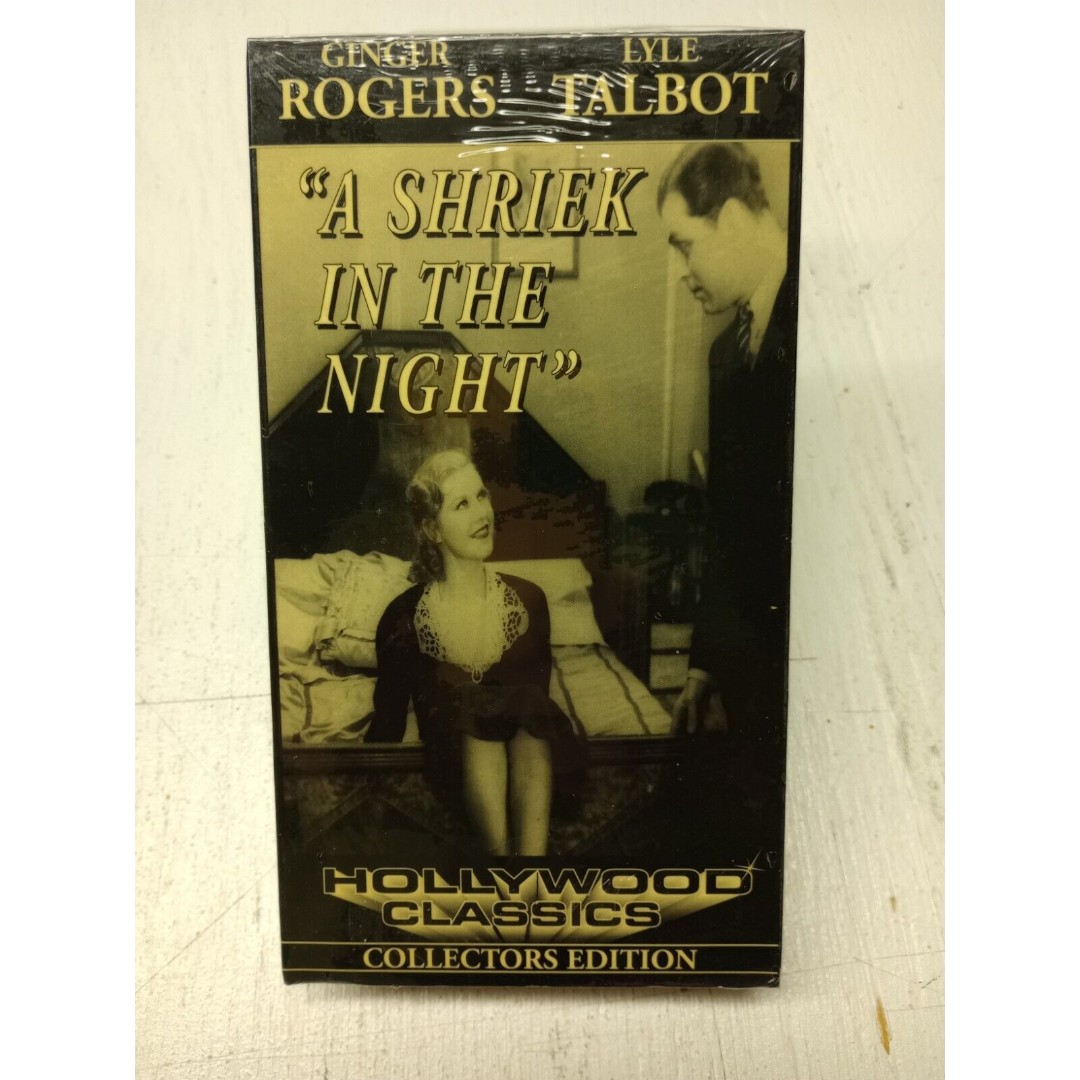 GINGER
ROGERS
LYLE
TALBOT
“A SHRIEK
IN THE
NIGHT”
HOLLYWOOD
CLASSICS
COLLECTORS EDITION